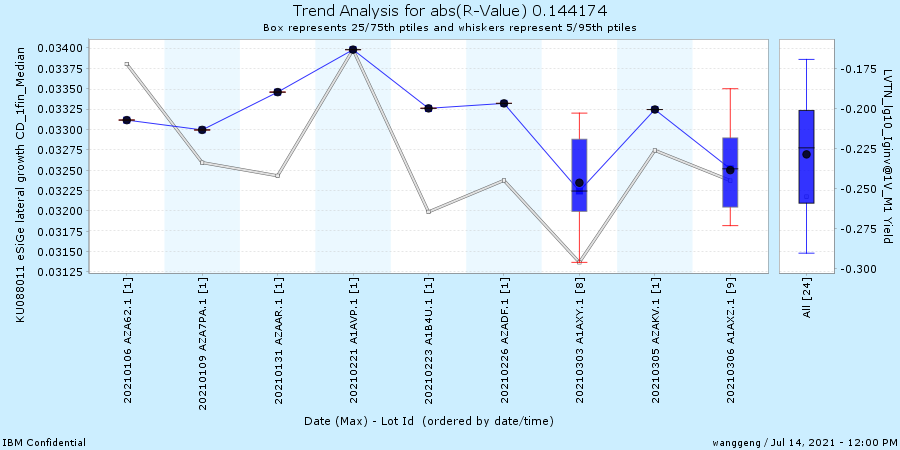 Trend Analysis for abs(R-Value) 0.144174
Box represents 25/75th ptiles and whiskers represent 5/95th ptiles
KU088011 eSiGe lateral growth CD_1fin_Median
0.03400
0.03375
0.03350
0.03325
0.03300
0.03275
0.03250
0.03225
0.03200
0.03175
0.03150
0.03125
-0.175
-0.200
-0.225
-0.250
-0.275
-0.300
LVTN_lg10_Iginv@1V_M1 Yield
20210106 AZA62.1 [1]
20210109 AZA7PA.1 [1]
20210131 AZAAR.1 [1]
20210221 A1AVP.1 [1]
20210223 A1B4U.1 [1]
20210226 AZADF.1 [1]
20210303 A1AXY.1 [8]
20210305 AZAKV.1 [1]
20210306 A1AXZ.1 [9]
All [24]
Date (Max) - Lot Id (ordered by date/time)
IBM Confidential
wanggeng / Jul 14, 2021 - 12:00 PM